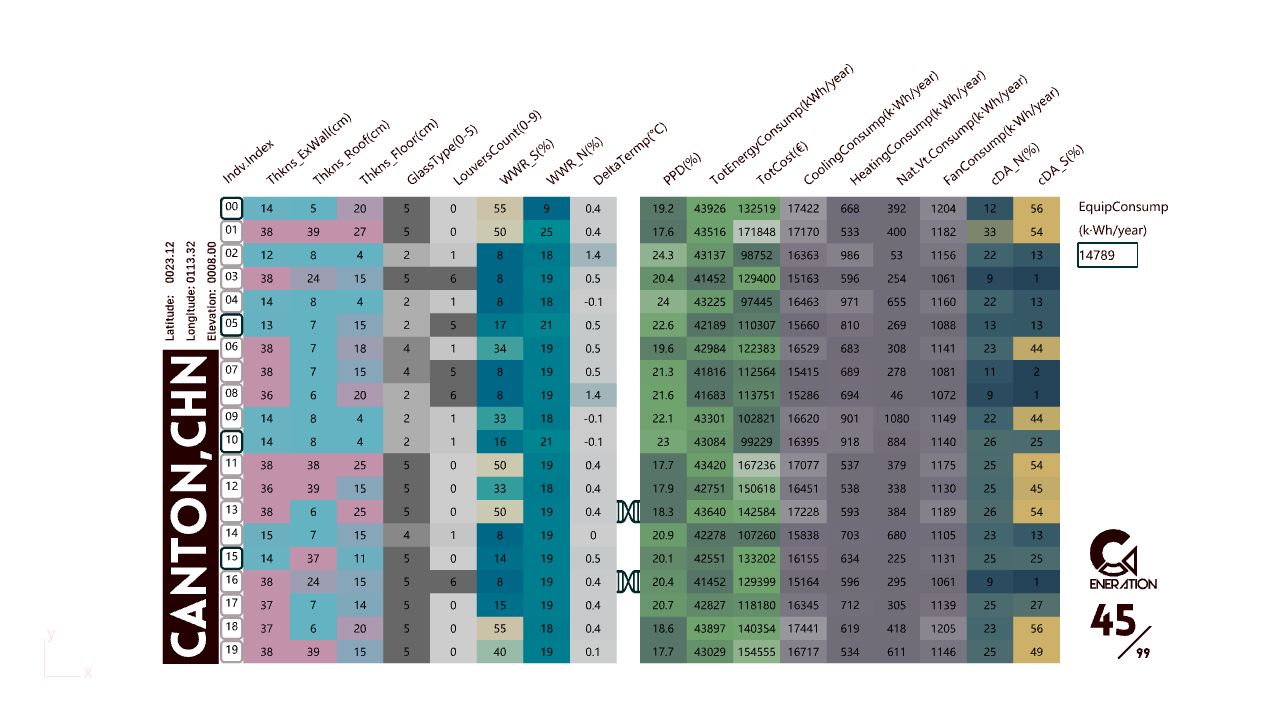 Indv.Index Thkns_ExWall(cm) Thkns_Roof(cm) Thkns_Floor(cm) GlassType(0-5) LouversCount(0-9) WWR_S(%) WWR_N(%) DeltaTermp(°C) PPD(%) TotEnergyConsump(kWh/year) TotCost(€) CoolingConsump(k·Wh/year) HeatingConsump(k·Wh/year) Nat.Vt.Consump(k·Wh/year) FanConsump(k·Wh/year) cDA_N(%) cDA_S(%)
00 14 5 20 5 0 55 9 0.4 19.2 43926 132519 17422 668 392 1204 12 56
01 38 39 27 5 0 50 25 0.4 17.6 43516 171848 17170 533 400 1182 33 54
02 12 8 4 2 1 8 18 1.4 24.3 43137 98752 16363 986 53 1156 22 13
03 38 24 15 5 6 8 19 0.5 20.4 41452 129400 15163 596 254 1061 9 1
04 14 8 4 2 1 8 18 -0.1 24 43225 97445 16463 971 655 1160 22 13
05 13 7 15 2 5 17 21 0.5 22.6 42189 110307 15660 810 269 1088 13 13
06 38 7 18 4 1 34 19 0.5 19.6 42984 122383 16529 683 308 1141 23 44
07 38 7 15 4 5 8 19 0.5 21.3 41816 112564 15415 689 278 1081 11 2
08 36 6 20 2 6 8 19 1.4 21.6 41683 113751 15286 694 46 1072 9 1
09 14 8 4 2 1 33 18 -0.1 22.1 43301 102821 16620 901 1080 1149 22 44
10 14 8 4 2 1 16 21 -0.1 23 43084 99229 16395 918 884 1140 26 25
11 38 38 25 5 0 50 19 0.4 17.7 43420 167236 17077 537 379 1175 25 54
12 36 39 15 5 0 33 18 0.4 17.9 42751 150618 16451 538 338 1130 25 45
13 38 6 25 5 0 50 19 0.4 18.3 43640 142584 17228 593 384 1189 26 54
14 15 7 15 4 1 8 19 0 20.9 42278 107260 15838 703 680 1105 23 13
15 14 37 11 5 0 14 19 0.5 20.1 42551 133202 16155 634 225 1131 25 25
16 38 24 15 5 6 8 19 0.4 20.4 41452 129399 15164 596 295 1061 9 1
17 37 7 14 5 0 15 19 0.4 20.7 42827 118180 16345 712 305 1139 25 27
18 37 6 20 5 0 55 18 0.4 18.6 43897 140354 17441 619 418 1205 23 56
19 38 39 15 5 0 40 19 0.1 17.7 43029 154555 16717 534 611 1146 25 49
Latitude: 0023.12
Longitude: 0113.32
Elevation: 0008.00
CANTON,CHN
EquipConsump
(k·Wh/year)
14789
ENERATION
45/99
y
x